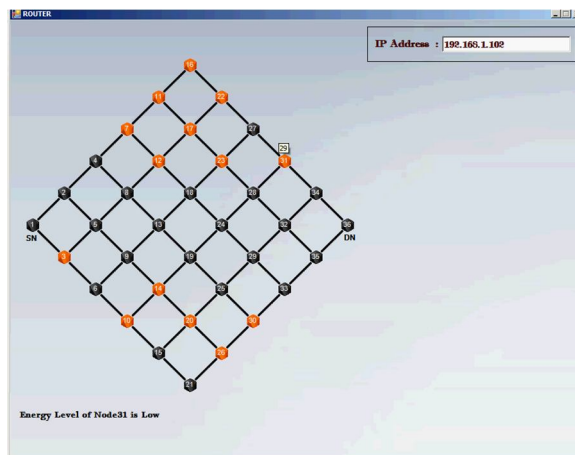 ROUTER
IP Address : 192.168.1.102
16
11 22
7 17 27
29
4 12 23 31
2 8 18 28 34
1 5 13 24 32 36
SN DN
3 9 19 29 35
6 14 25 33
10 20 30
15 26
21
Energy Level of Node31 is Low